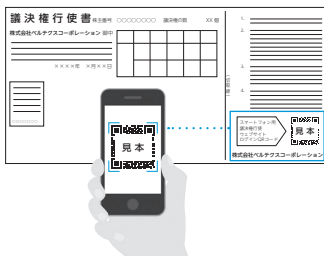 議決権行使書 株主番号 ○○○○○○○○ 議決権の数 XX 個
株式会社ベルテクスコーポレーション 御中
××××年 ×月××日
1.
2.
3.
4.
見本
スマートフォン用
議決権行使
ウェブサイト
ログインQRコード
見本
株式会社ベルテクスコーポレーション